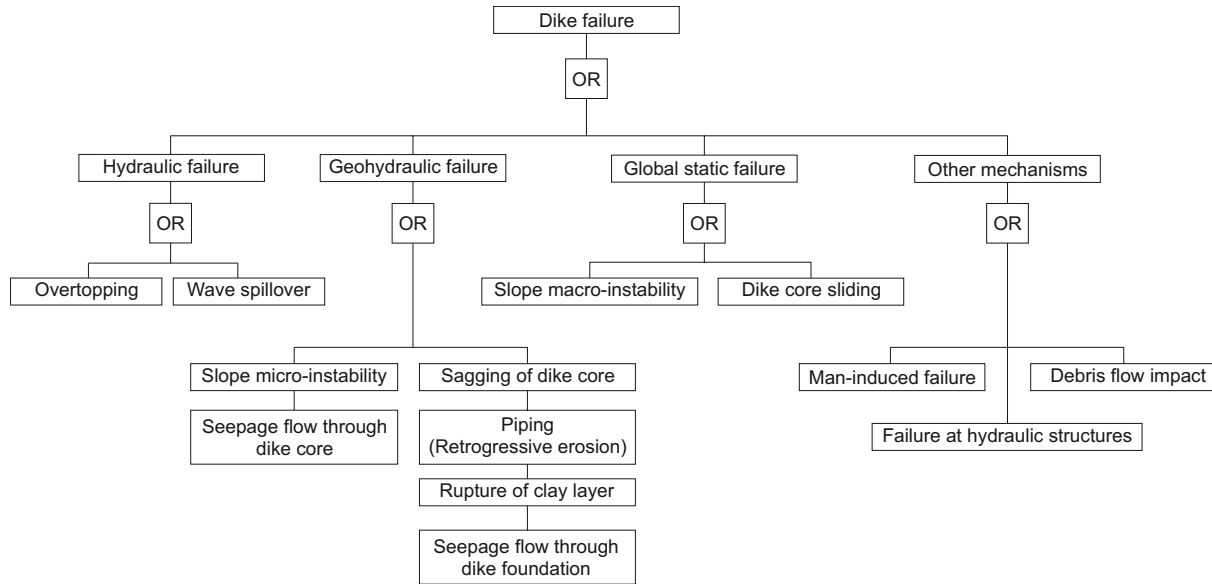 Dike failure
OR
Hydraulic failure
Geohydraulic failure
Global static failure
Other mechanisms
OR
OR
OR
OR
Overtopping
Wave spillover
Slope macro-instability
Dike core sliding
Slope micro-instability
Sagging of dike core
Man-induced failure
Debris flow impact
Seepage flow through
dike core
Piping
(Retrogressive erosion)
Failure at hydraulic structures
Rupture of clay layer
Seepage flow through
dike foundation